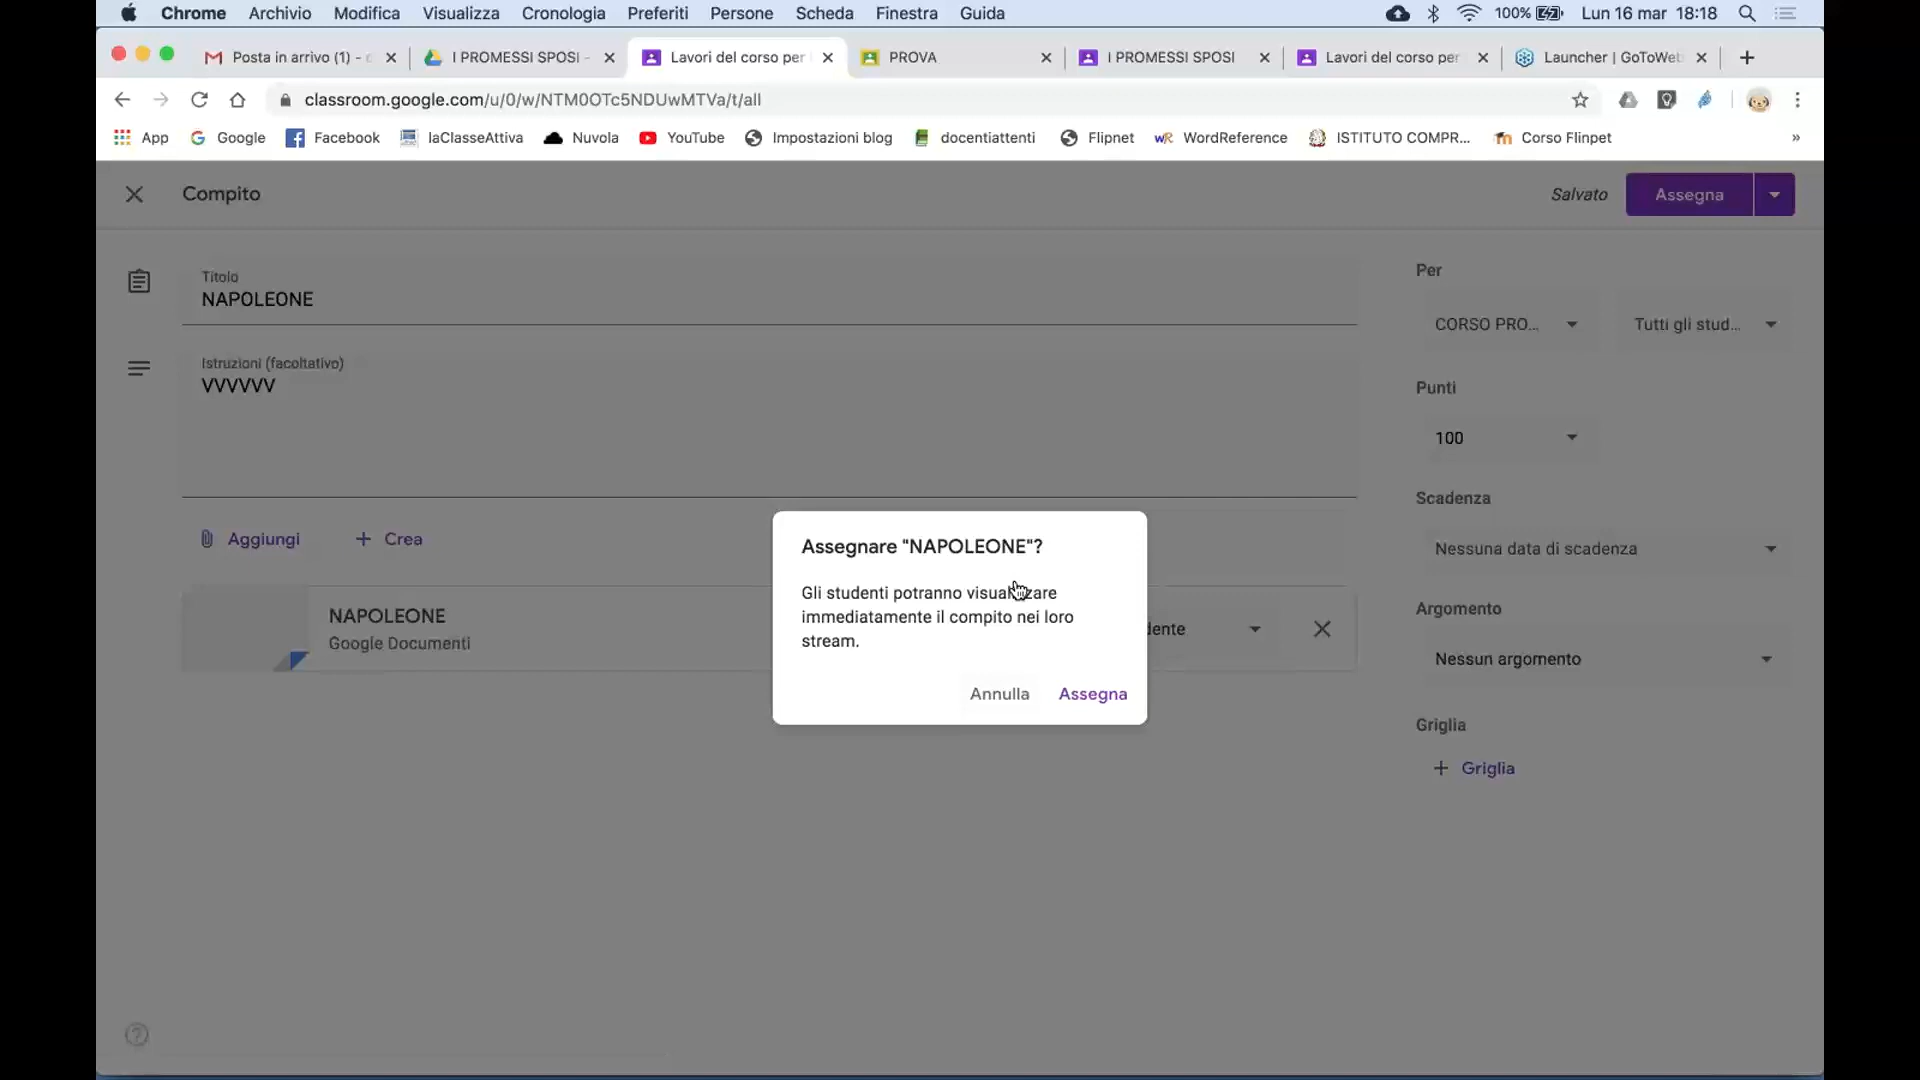 Chrome Archivio Modifica Visualizza Cronologia Preferiti Persone Scheda Finestra Guida 100% Lun 16 mar 18:18
Posta in arrivo (1) - I PROMESSI SPOSI - Lavori del corso per PROVA I PROMESSI SPOSI Lavori del corso per Launcher | GoToWeb
classroom.google.com/u/0/w/NTM0OTc5NDUwMTVa/t/all
App Google Facebook laClasseAttiva Nuvola YouTube Impostazioni blog docentiattenti Flipnet WordReference ISTITUTO COMPR... Corso Flinpet »
Compito Salvato Assegna
Titolo
NAPOLEONE
Istruzioni (facoltativo)
VVVVVV
Aggiungi + Crea
NAPOLEONE
Google Documenti
dente
Per
CORSO PRO... Tutti gli stud...
Punti
100
Scadenza
Nessuna data di scadenza
Argomento
Nessun argomento
Griglia
+ Griglia
Assegnare "NAPOLEONE"?
Gli studenti potranno visualizzare
immediatamente il compito nei loro
stream.
Annulla Assegna